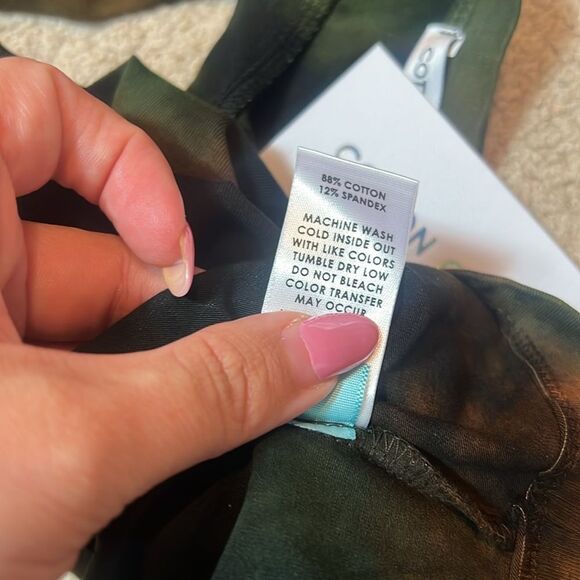 COT
88% COTTON
12% SPANDEX
MACHINE WASH
COLD INSIDE OUT
WITH LIKE COLORS
TUMBLE DRY LOW
DO NOT BLEACH
COLOR TRANSFER
MAY OCCUR